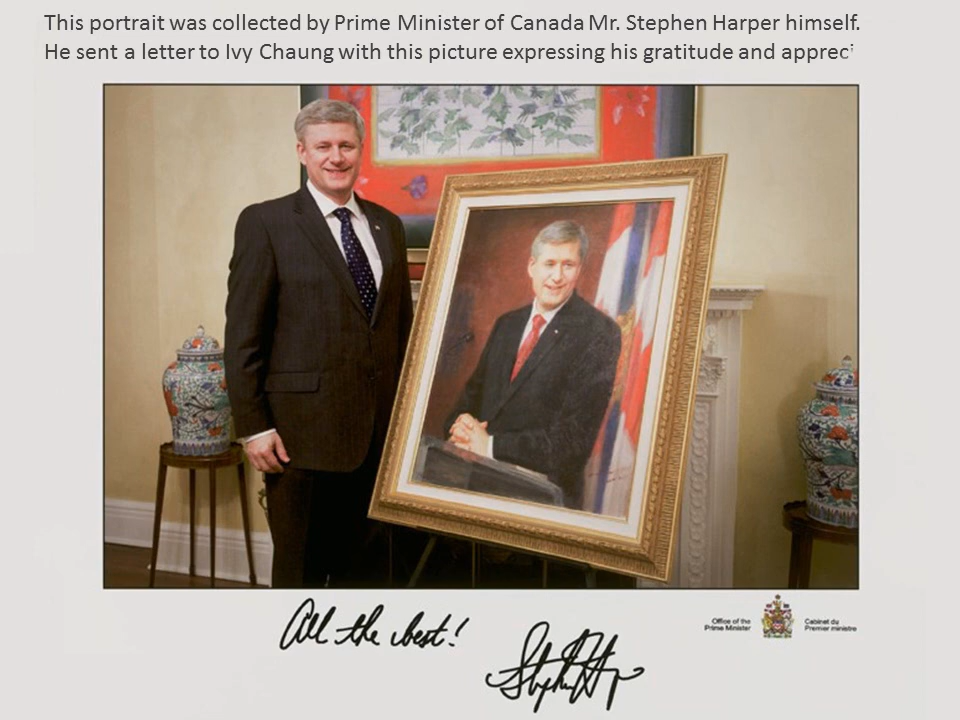 This portrait was collected by Prime Minister of Canada Mr. Stephen Harper himself.
He sent a letter to Ivy Chaung with this picture expressing his gratitude and
All the best!
Office of the
Prime Minister
Cabinet du
Premier ministre